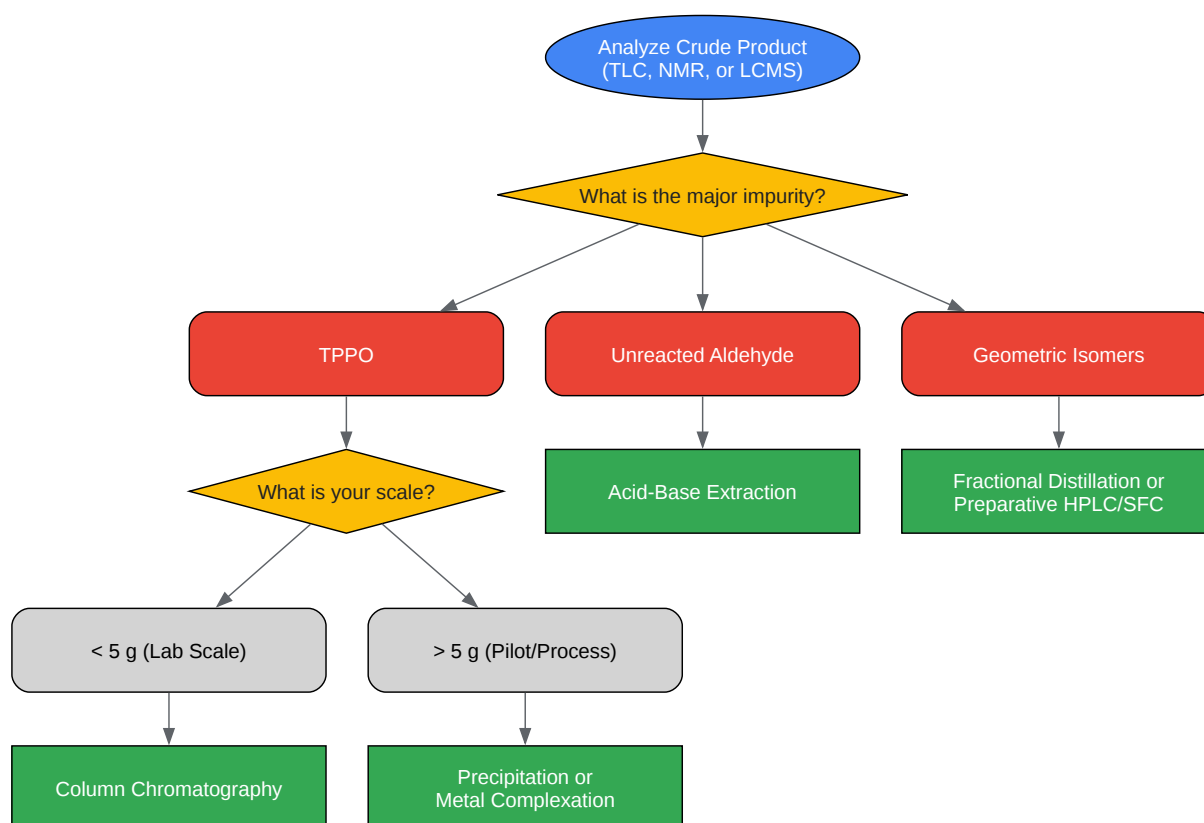 Analyze Crude Product
(TLC, NMR, or LCMS)
What is the major impurity?
TPPO
Unreacted Aldehyde
Geometric Isomers
What is your scale?
Acid-Base Extraction
Fractional Distillation or
Preparative HPLC/SFC
< 5 g (Lab Scale)
> 5 g (Pilot/Process)
Column Chromatography
Precipitation or
Metal Complexation